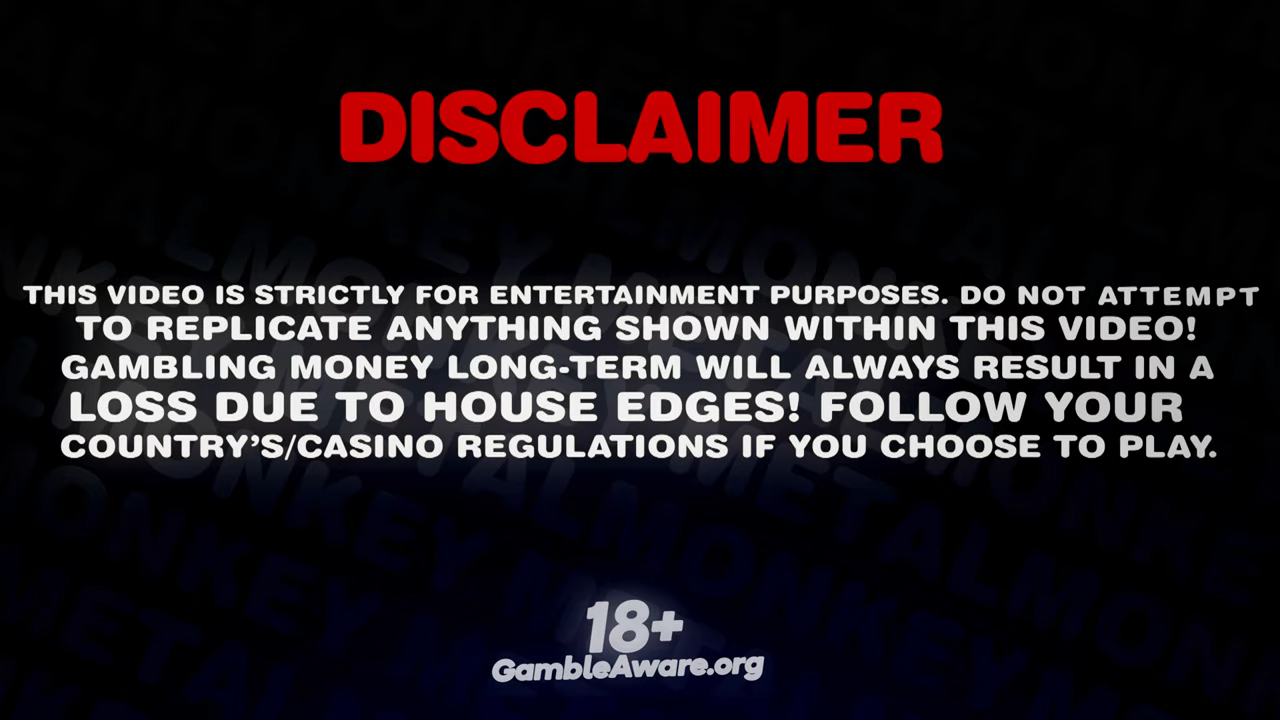 DISCLAIMER
THIS VIDEO IS STRICTLY FOR ENTERTAINMENT PURPOSES. DO NOT ATTEMPT
TO REPLICATE ANYTHING SHOWN WITHIN THIS VIDEO!
GAMBLING MONEY LONG-TERM WILL ALWAYS RESULT IN A
LOSS DUE TO HOUSE EDGES! FOLLOW YOUR
COUNTRY'S/CASINO REGULATIONS IF YOU CHOOSE TO PLAY.
18+
GambleAware.org